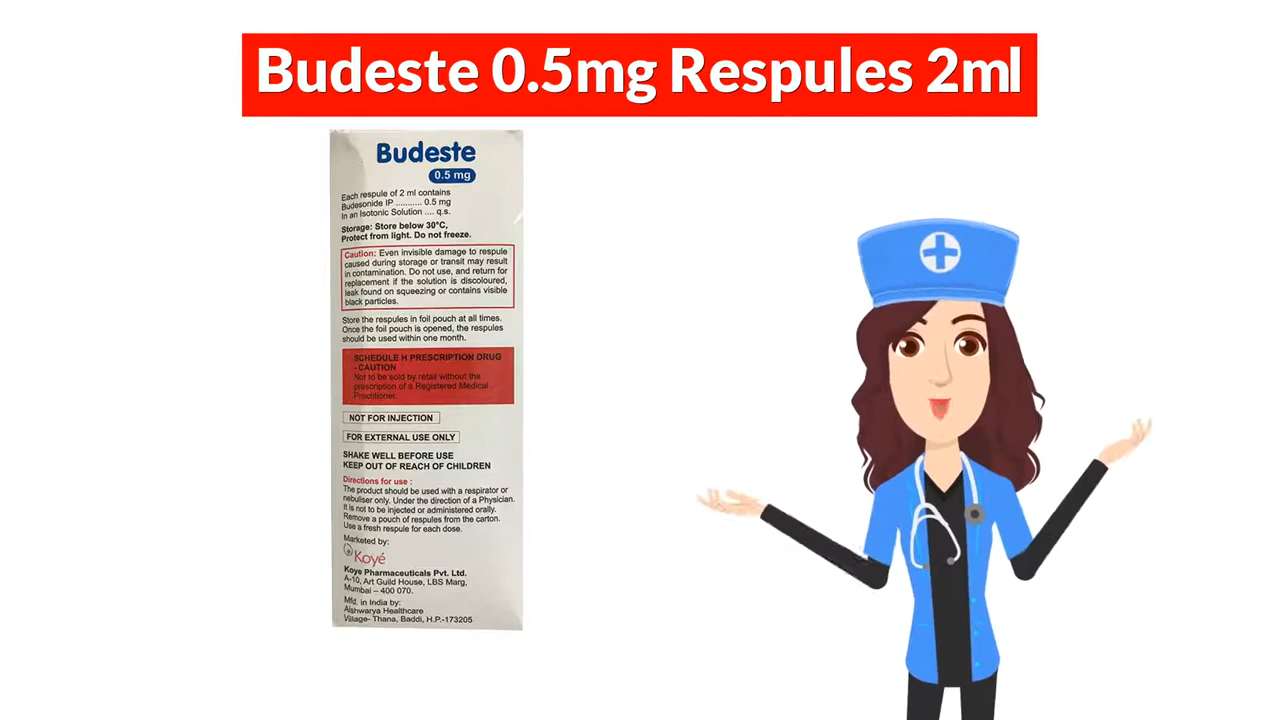 Budeste 0.5mg Respules 2ml
Budeste
0.5 mg
Each respule of 2 ml contains
Budesonide IP ........... 0.5 mg
In an Isotonic Solution .... q.s.
Storage: Store below 30°C,
Protect from light. Do not freeze.
Caution: Even invisible damage to respule
caused during storage or transit may result
in contamination. Do not use, and return for
replacement if the solution is discoloured,
leak found on squeezing or contains visible
black particles.
Store the respules in foil pouch at all times.
Once the foil pouch is opened, the respules
should be used within one month.
SCHEDULE H PRESCRIPTION DRUG
- CAUTION
Not to be sold by retail without the
prescription of a Registered Medical
Practitioner.
NOT FOR INJECTION
FOR EXTERNAL USE ONLY
SHAKE WELL BEFORE USE
KEEP OUT OF REACH OF CHILDREN
Directions for use :
The product should be used with a respirator or
nebuliser only. Under the direction of a Physician.
It is not to be injected or administered orally.
Remove a pouch of respules from the carton.
Use a fresh respule for each dose.
Marketed by:
Koyé
Koye Pharmaceuticals Pvt. Ltd.
A-10, Art Guild House, LBS Marg,
Mumbai – 400 070.
Mfd. in India by:
Aishwarya Healthcare
Village- Thana, Baddi, H.P.-173205